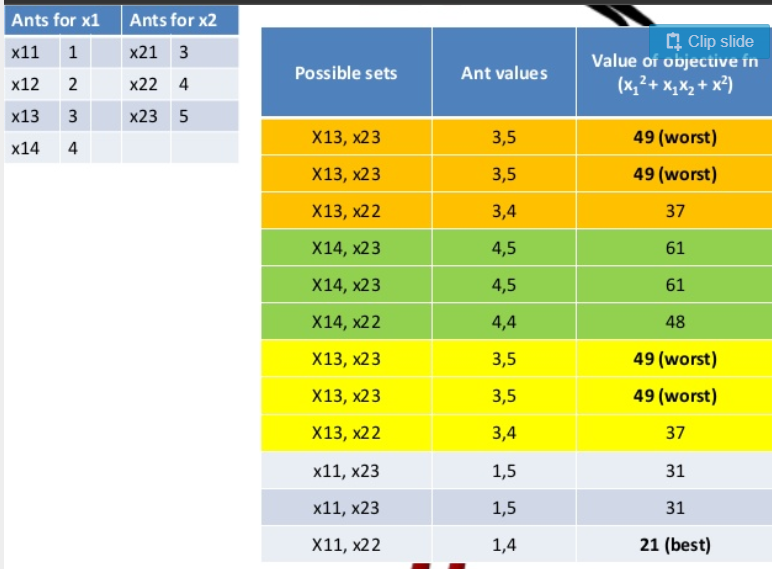 Ants for x1 Ants for x2
x11 1 x21 3
x12 2 x22 4
x13 3 x23 5
x14 4
Clip slide
Possible sets Ant values Value of objective fn
(x₁²+ x₁x₂ + x²)
X13, x23 3,5 49 (worst)
X13, x23 3,5 49 (worst)
X13, x22 3,4 37
X14, x23 4,5 61
X14, x23 4,5 61
X14, x22 4,4 48
X13, x23 3,5 49 (worst)
X13, x23 3,5 49 (worst)
X13, x22 3,4 37
x11, x23 1,5 31
x11, x23 1,5 31
X11, x22 1,4 21 (best)